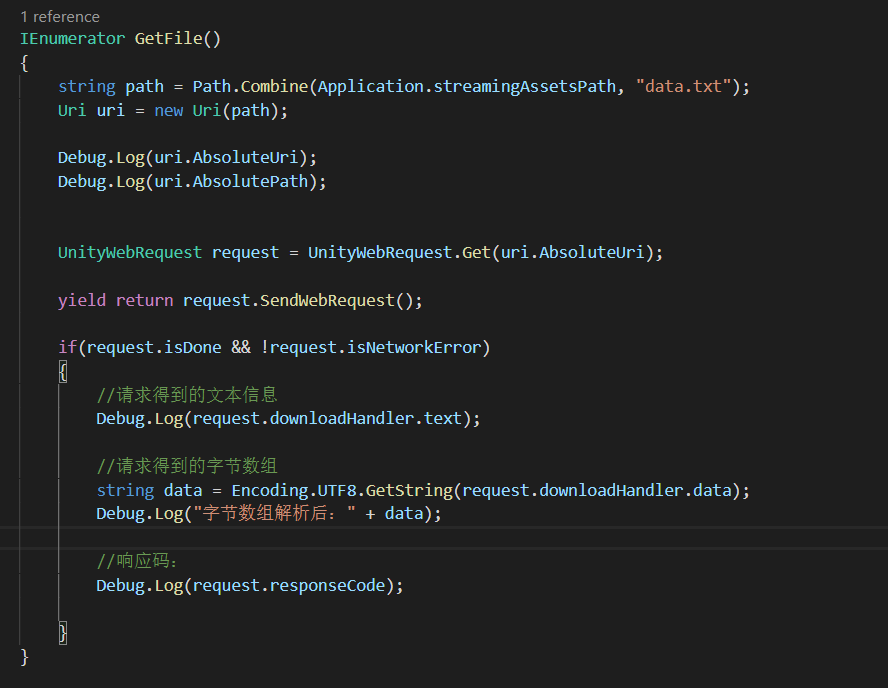 1 reference
IEnumerator GetFile()
{
string path = Path.Combine(Application.streamingAssetsPath, "data.txt");
Uri uri = new Uri(path);
Debug.Log(uri.AbsoluteUri);
Debug.Log(uri.AbsolutePath);
UnityWebRequest request = UnityWebRequest.Get(uri.AbsoluteUri);
yield return request.SendWebRequest();
if(request.isDone && !request.isNetworkError)
{
//请求得到的文本信息
Debug.Log(request.downloadHandler.text);
//请求得到的字节数组
string data = Encoding.UTF8.GetString(request.downloadHandler.data);
Debug.Log("字节数组解析后：" + data);
//响应码：
Debug.Log(request.responseCode);
}
}